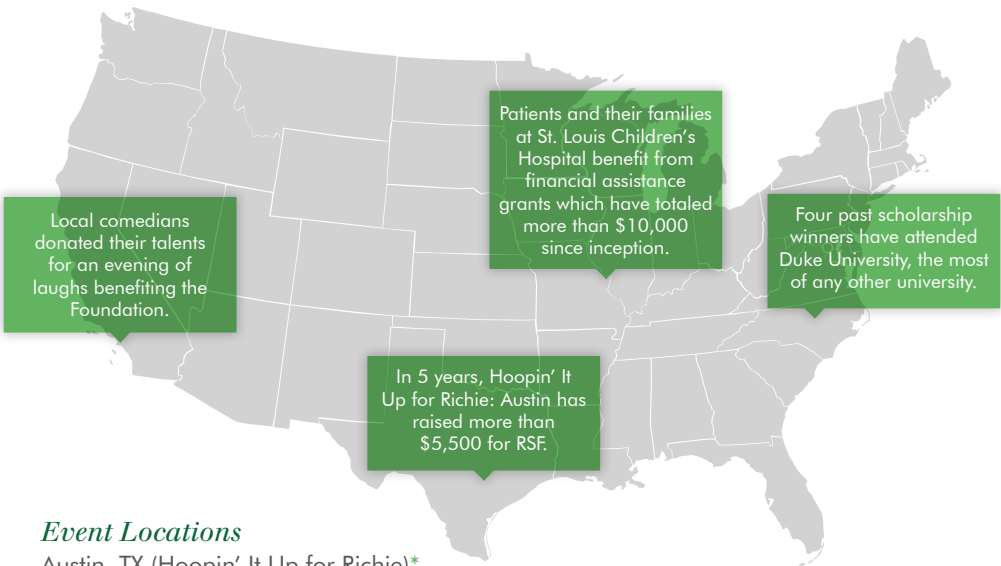 Patients and their families
at St. Louis Children's
Hospital benefit from
financial assistance
grants which have totaled
more than $10,000
since inception.
Local comedians
donated their talents
for an evening of
laughs benefiting the
Foundation.
Four past scholarship
winners have attended
Duke University, the most
of any other university.
In 5 years, Hoopin' It
Up for Richie: Austin has
raised more than
$5,500 for RSF.
Event Locations
Austin, TX (Hoopin' It Up for Richie)*